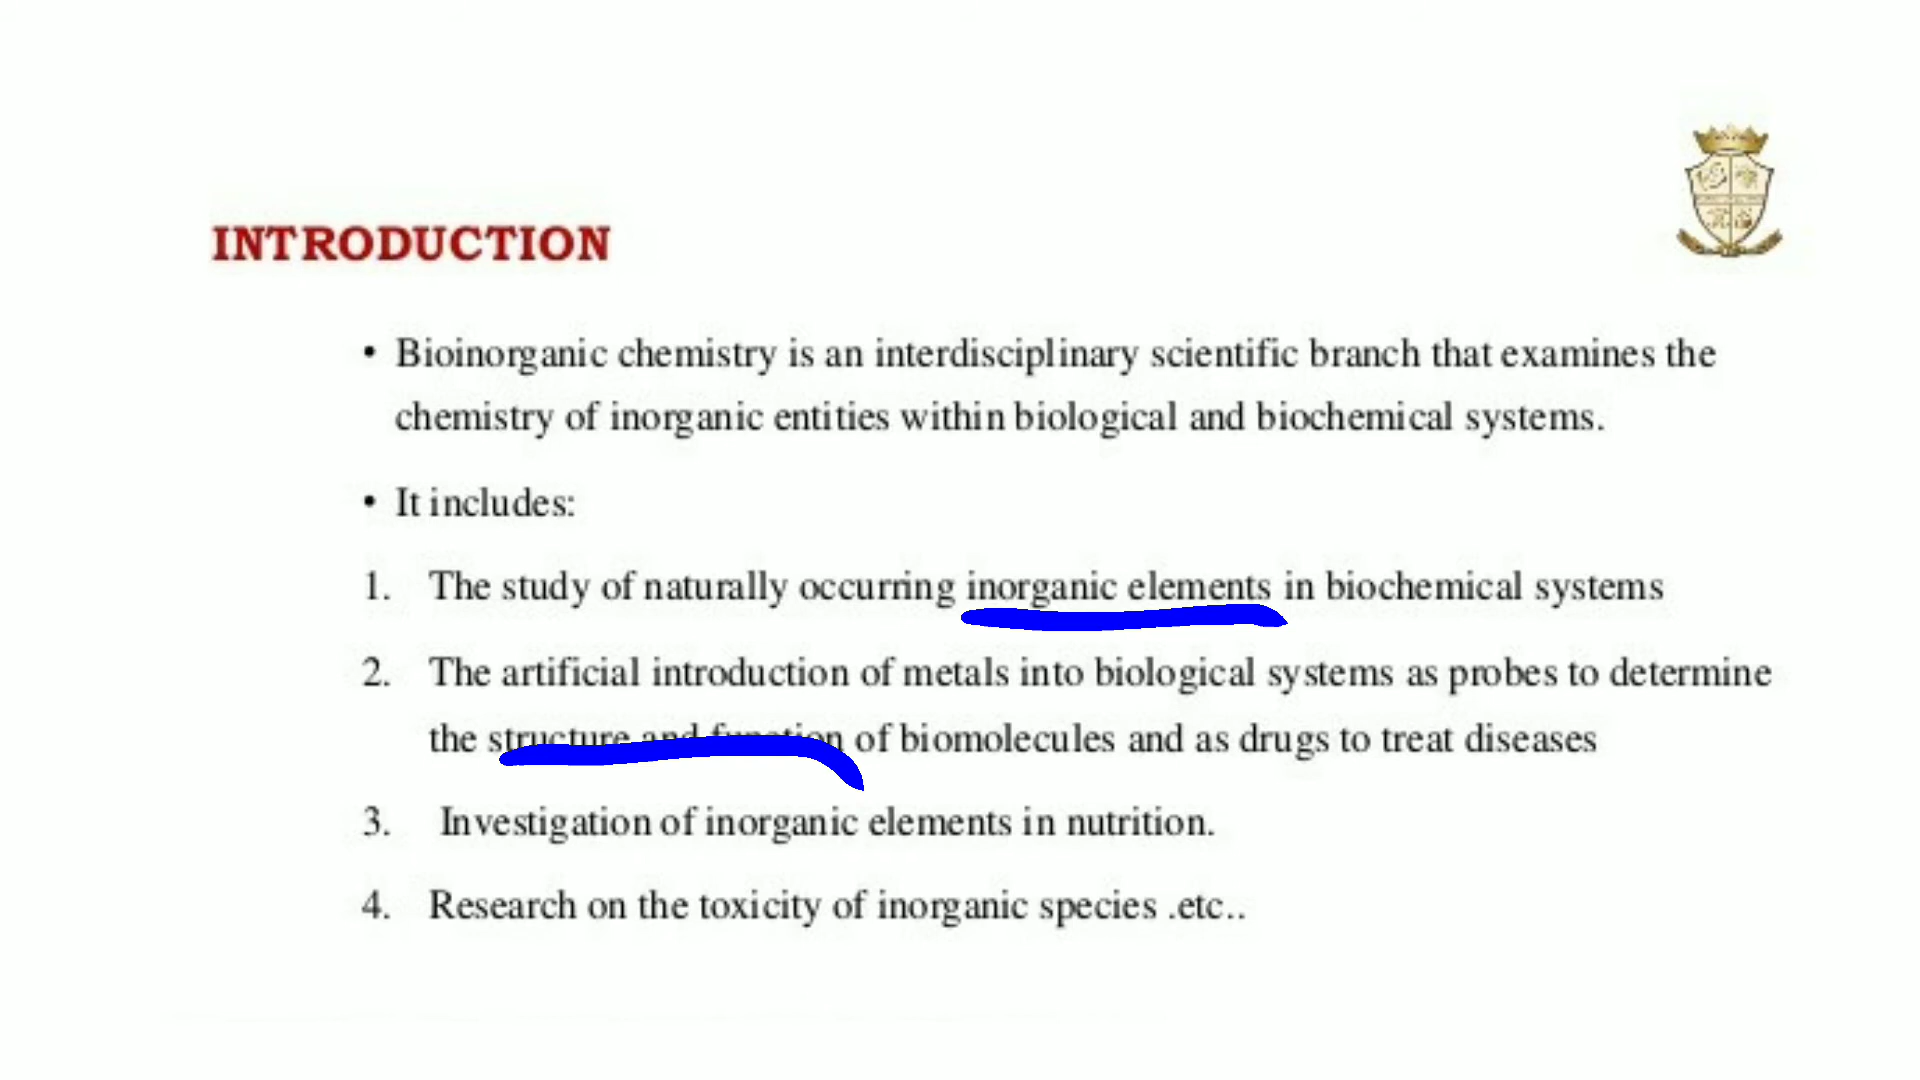 INTRODUCTION
• Bioinorganic chemistry is an interdisciplinary scientific branch that examines the
chemistry of inorganic entities within biological and biochemical systems.
• It includes:
1. The study of naturally occurring inorganic elements in biochemical systems
2. The artificial introduction of metals into biological systems as probes to determine
the structure and function of biomolecules and as drugs to treat diseases
3. Investigation of inorganic elements in nutrition.
4. Research on the toxicity of inorganic species .etc..